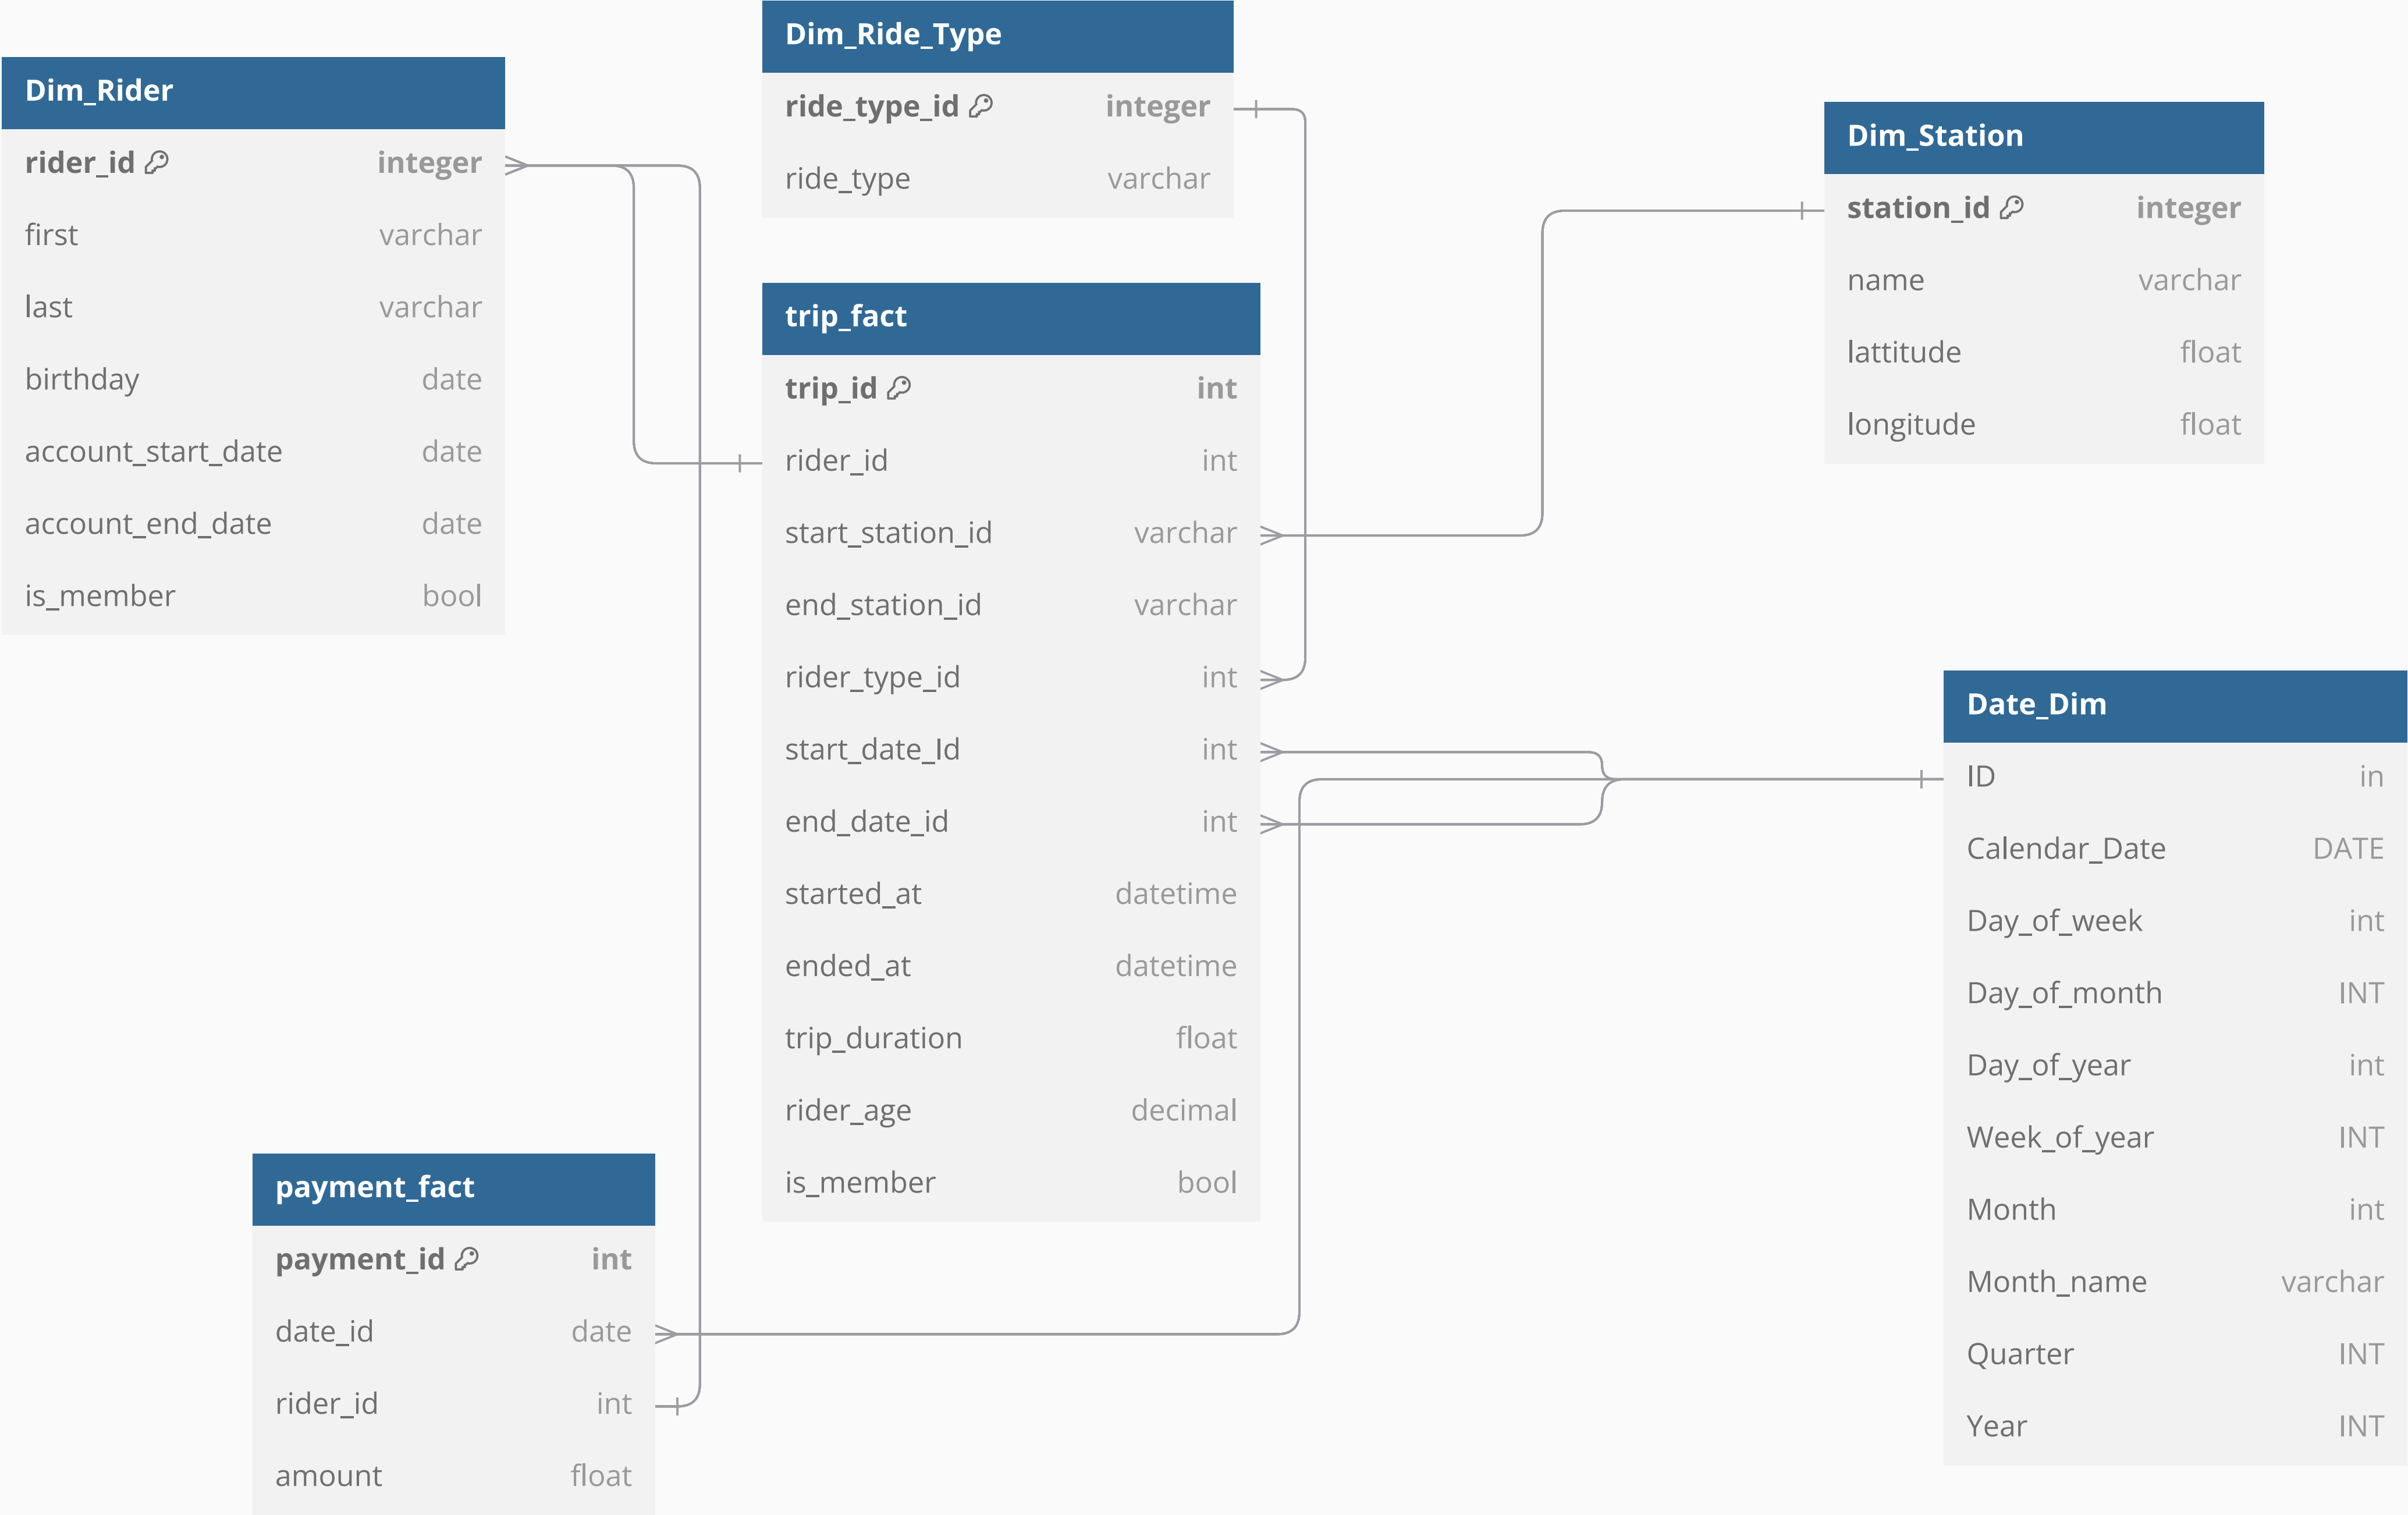 Dim_Rider
rider_id integer
first varchar
last varchar
birthday date
account_start_date date
account_end_date date
is_member bool
Dim_Ride_Type
ride_type_id integer
ride_type varchar
trip_fact
trip_id int
rider_id int
start_station_id varchar
end_station_id varchar
rider_type_id int
start_date_Id int
end_date_id int
started_at datetime
ended_at datetime
trip_duration float
rider_age decimal
is_member bool
Dim_Station
station_id integer
name varchar
lattitude float
longitude float
Date_Dim
ID in
Calendar_Date DATE
Day_of_week int
Day_of_month INT
Day_of_year int
Week_of_year INT
Month int
Month_name varchar
Quarter INT
Year INT
payment_fact
payment_id int
date_id date
rider_id int
amount float